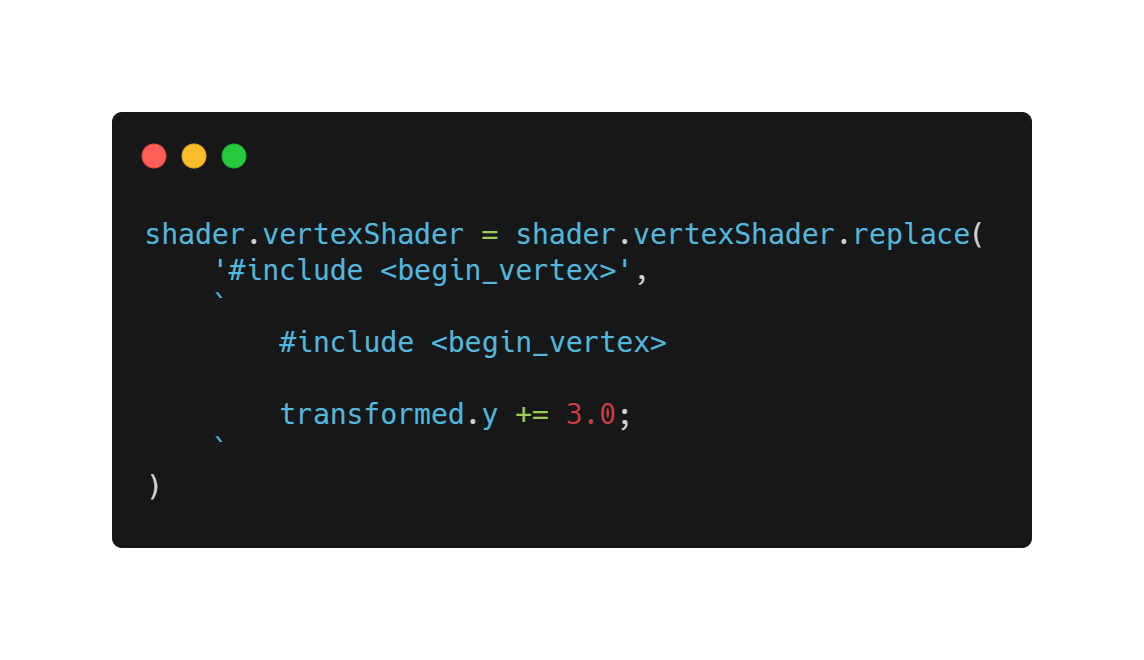 shader.vertexShader = shader.vertexShader.replace(
    '#include <begin_vertex>',
    `
        #include <begin_vertex>

        transformed.y += 3.0;
    `
)